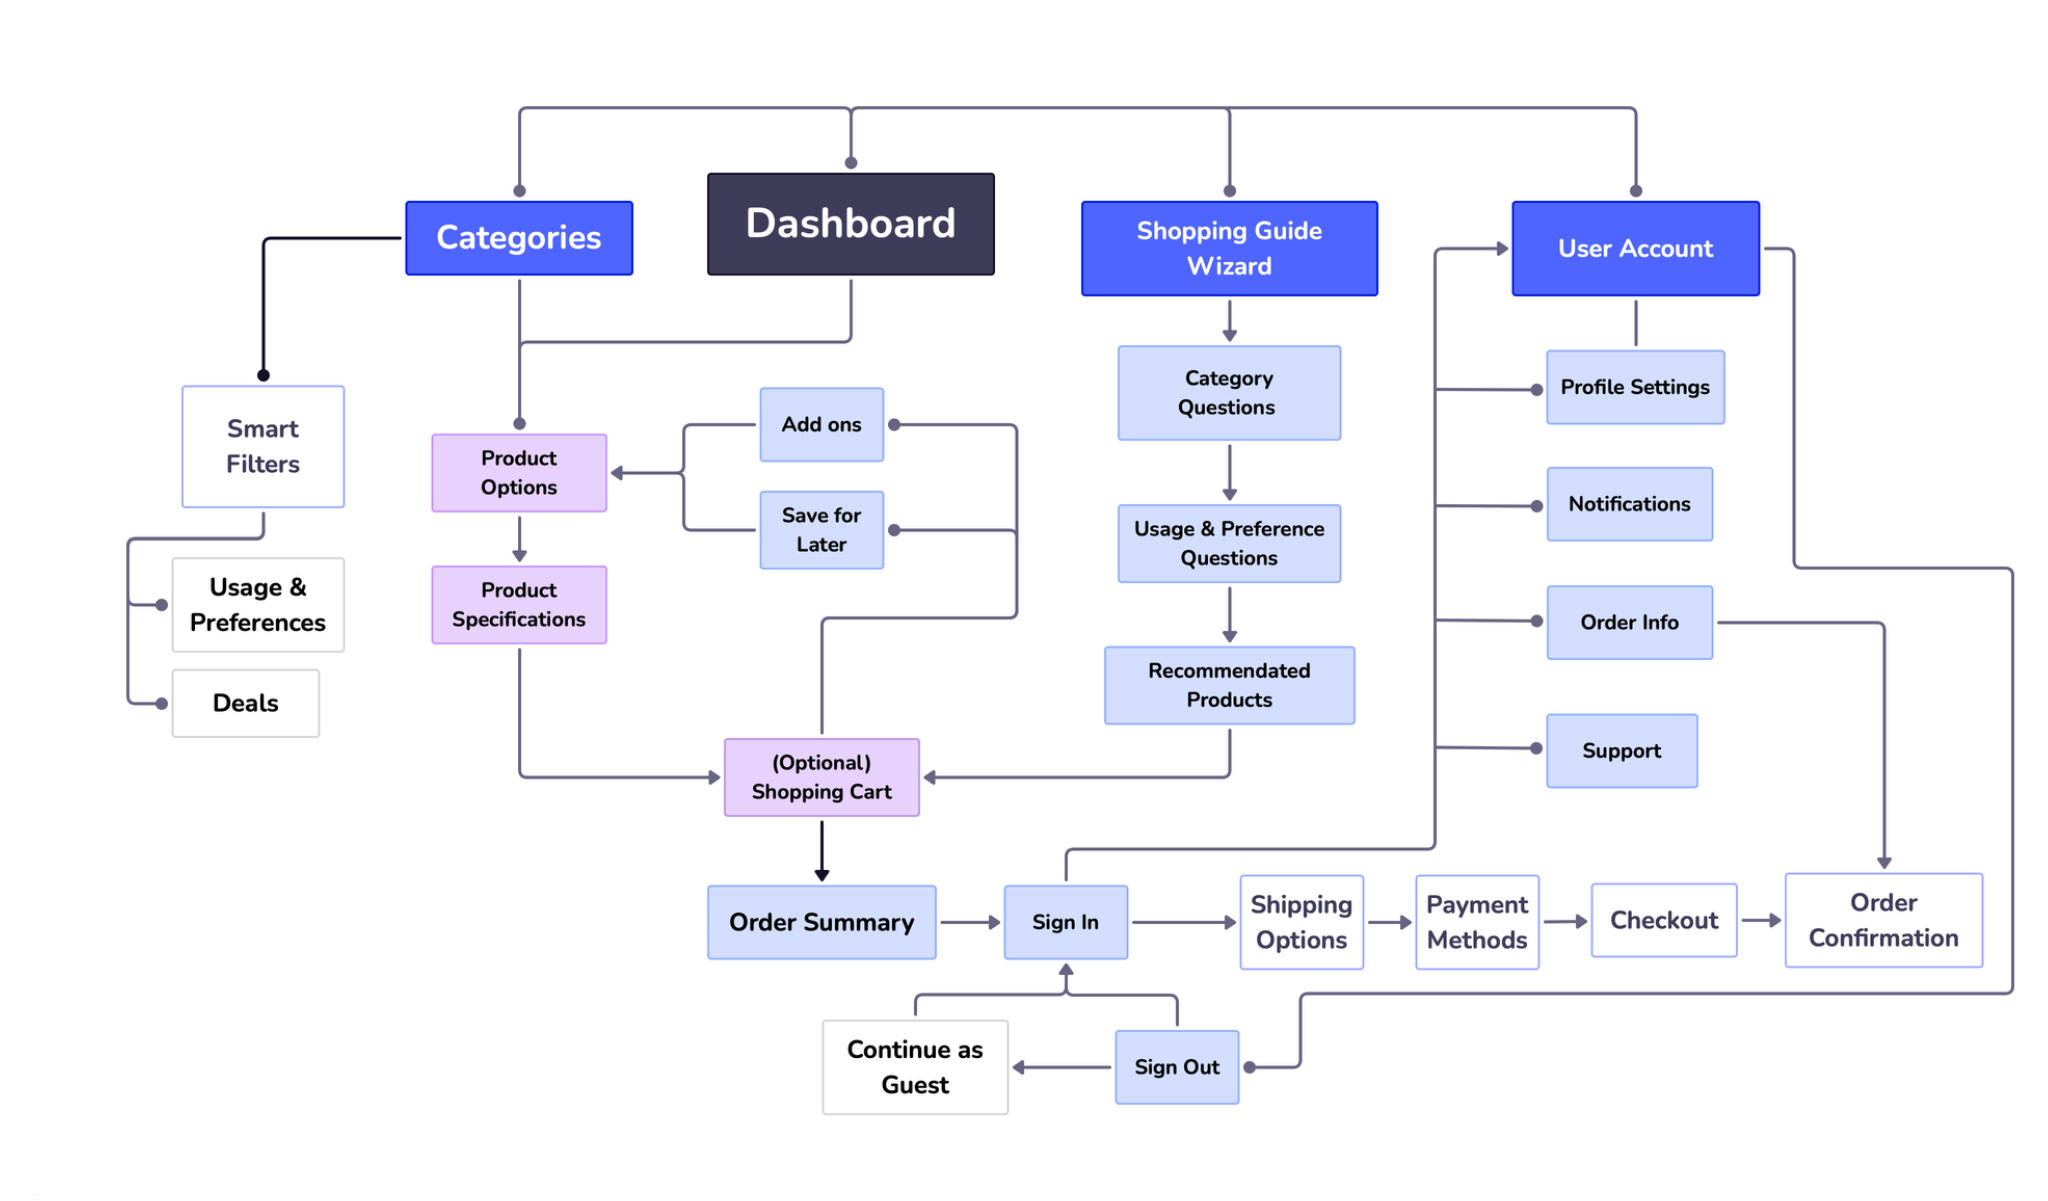 Categories
Dashboard
Shopping Guide
Wizard
User Account
Smart
Filters
Usage &
Preferences
Deals
Product
Options
Product
Specifications
Add ons
Save for
Later
Category
Questions
Usage & Preference
Questions
Recommendated
Products
Profile Settings
Notifications
Order Info
Support
(Optional)
Shopping Cart
Order Summary
Sign In
Shipping
Options
Payment
Methods
Checkout
Order
Confirmation
Continue as
Guest
Sign Out